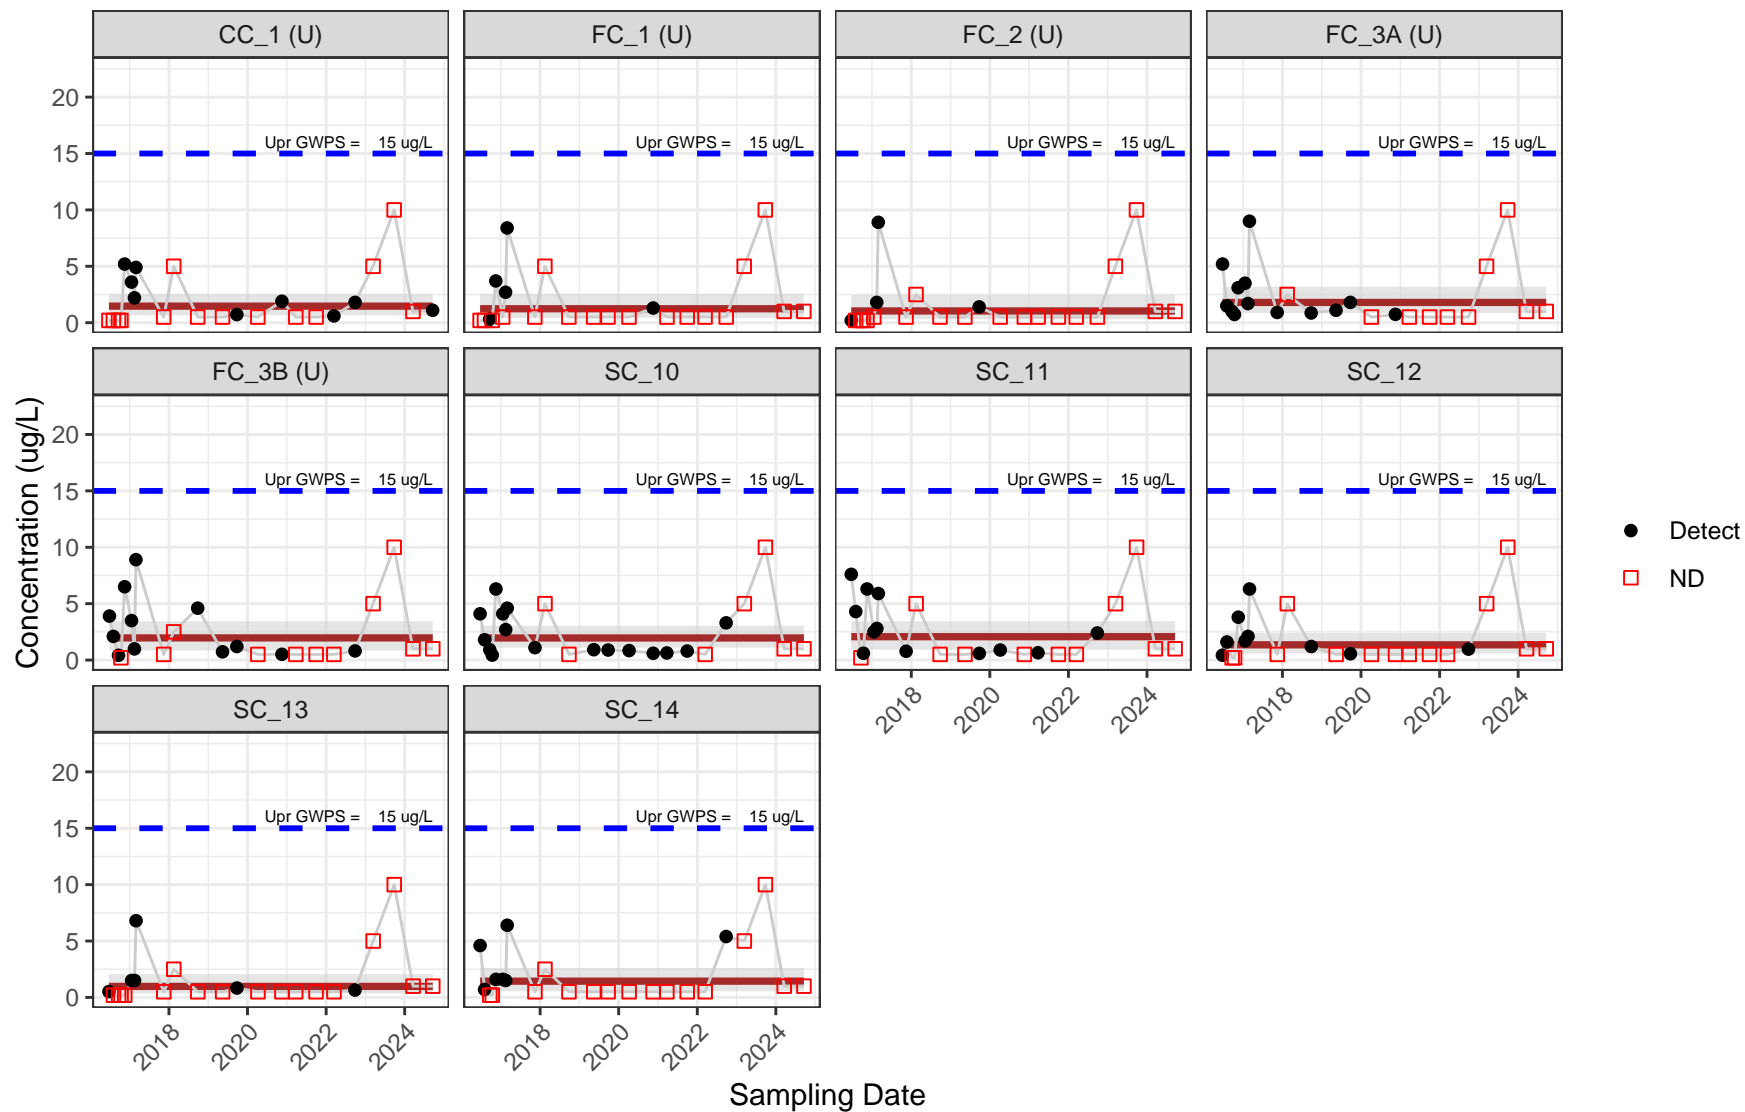 CC_1 (U)
FC_1 (U)
FC_2 (U)
FC_3A (U)
20
15
10
5
0
Upr GWPS = 15 ug/L
Upr GWPS = 15 ug/L
Upr GWPS = 15 ug/L
Upr GWPS = 15 ug/L
FC_3B (U)
SC_10
SC_11
SC_12
20
15
10
5
0
Upr GWPS = 15 ug/L
Upr GWPS = 15 ug/L
Upr GWPS = 15 ug/L
Upr GWPS = 15 ug/L
2018
2020
2022
2024
2018
2020
2022
2024
SC_13
SC_14
20
15
10
5
0
Upr GWPS = 15 ug/L
Upr GWPS = 15 ug/L
2018
2020
2022
2024
2018
2020
2022
2024
Concentration (ug/L)
Sampling Date
Detect
ND